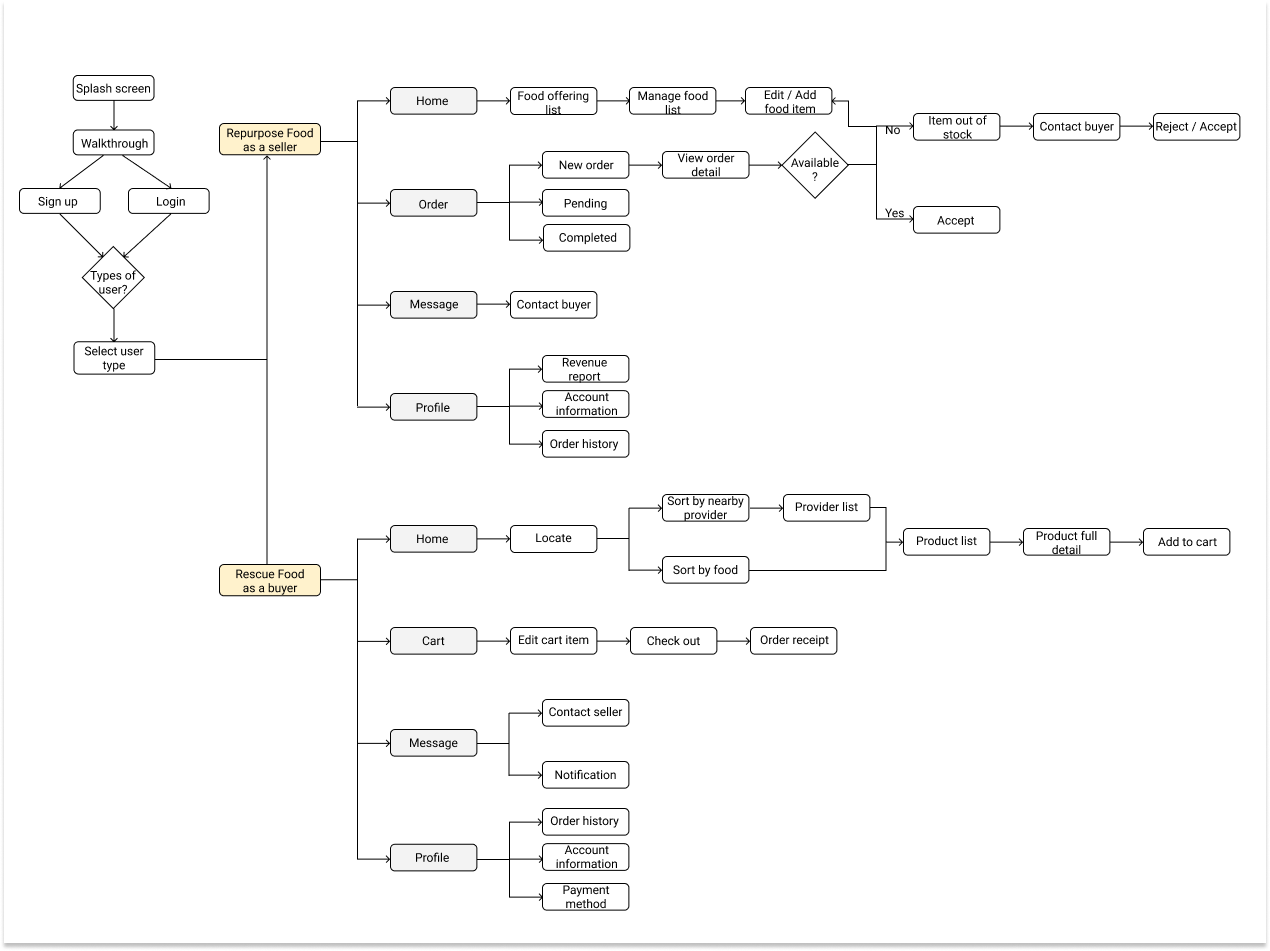 Splash screen
Walkthrough
Sign up
Login
Types of
user?
Select user
type
Repurpose Food
as a seller
Home
Food offering
list
Manage food
list
Edit / Add
food item
Order
New order
View order
detail
Available
?
No
Item out of
stock
Contact buyer
Reject / Accept
Yes
Accept
Pending
Completed
Message
Contact buyer
Profile
Revenue
report
Account
information
Order history
Rescue Food
as a buyer
Home
Locate
Sort by nearby
provider
Provider list
Sort by food
Product list
Product full
detail
Add to cart
Cart
Edit cart item
Check out
Order receipt
Message
Contact seller
Notification
Profile
Order history
Account
information
Payment
method